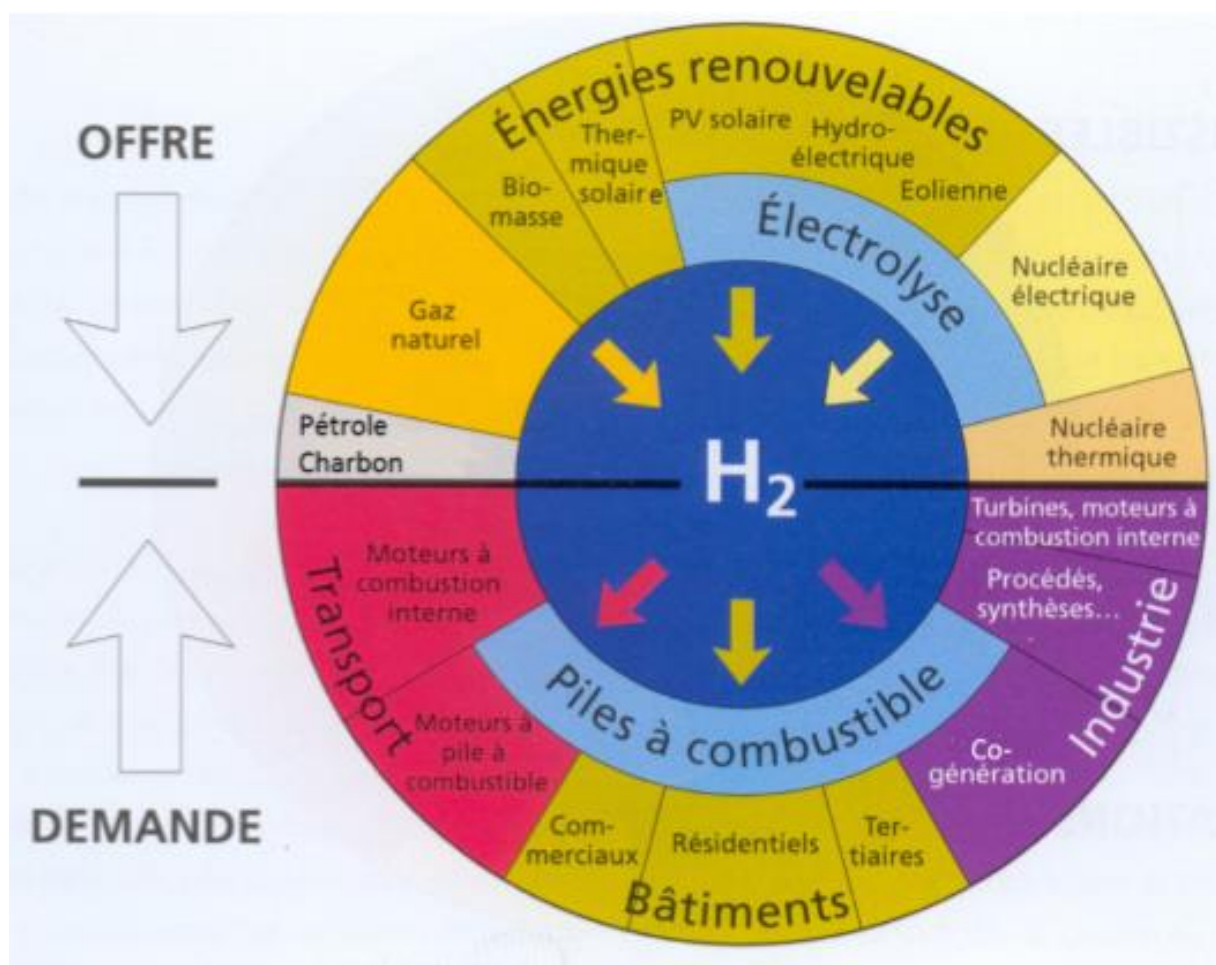 OFFRE
Énergies renouvelables
PV solaire
Hydro-
électrique
Eolienne
Ther-
mique
solaire
Bio-
masse
Électrolyse
Nucléaire
électrique
Gaz
naturel
Pétrole
Charbon
Nucléaire
thermique
H2
Turbines, moteurs à
combustion interne
Moteurs à
combustion
interne
Procédés,
synthèses...
Transport
Industrie
Piles à combustible
Moteurs à
pile à
combustible
Co-
génération
DEMANDE
Com-
merciaux
Résidentiels
Ter-
tiaires
Bâtiments